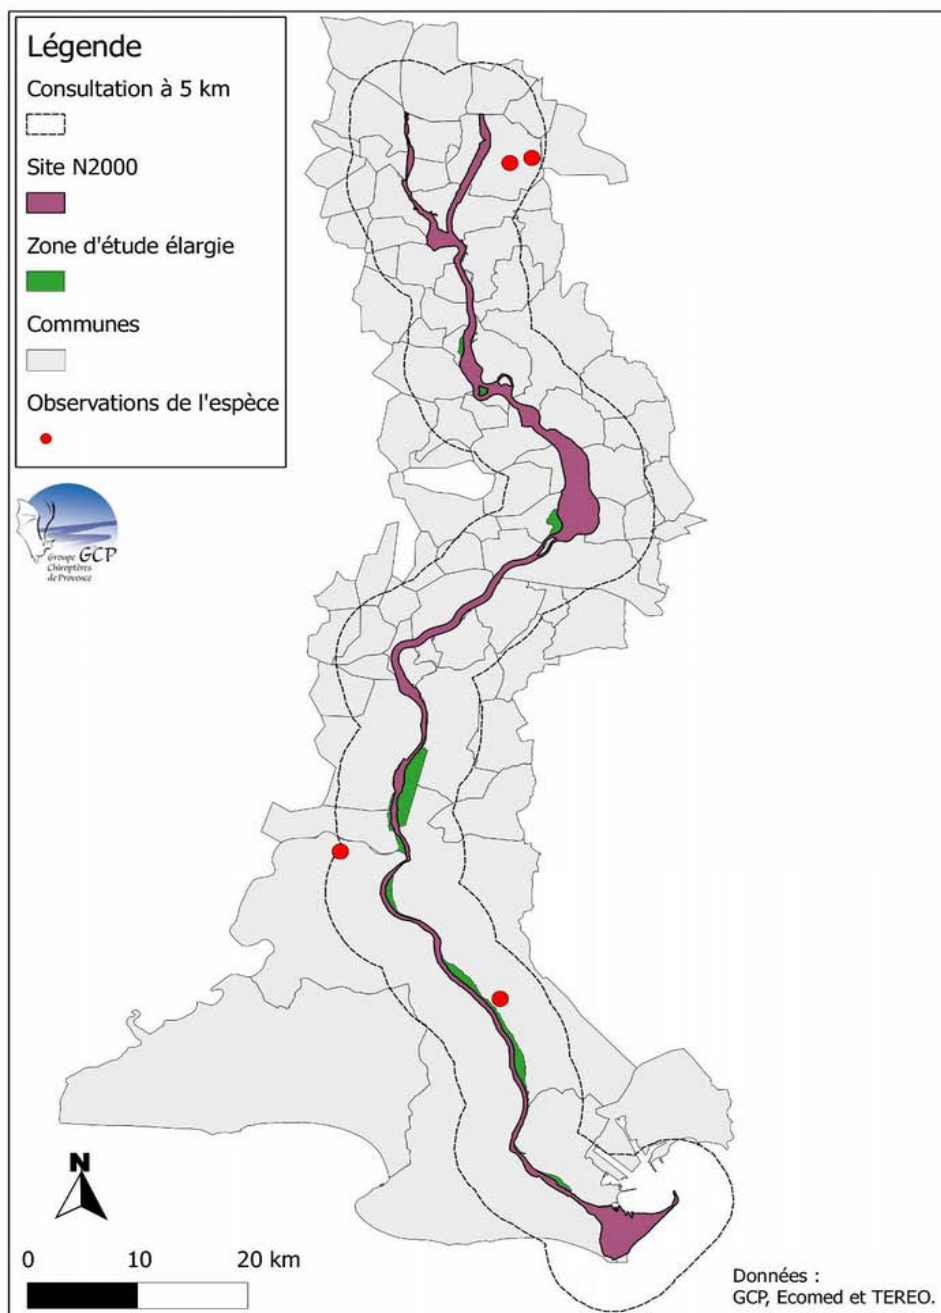 Légende
Consultation à 5 km
Site N2000
Zone d'étude élargie
Communes
Observations de l'espèce
Groupe GCP
Chiroptères
de Provence
N
0 10 20 km
Données :
GCP, Ecomed et TEREO.